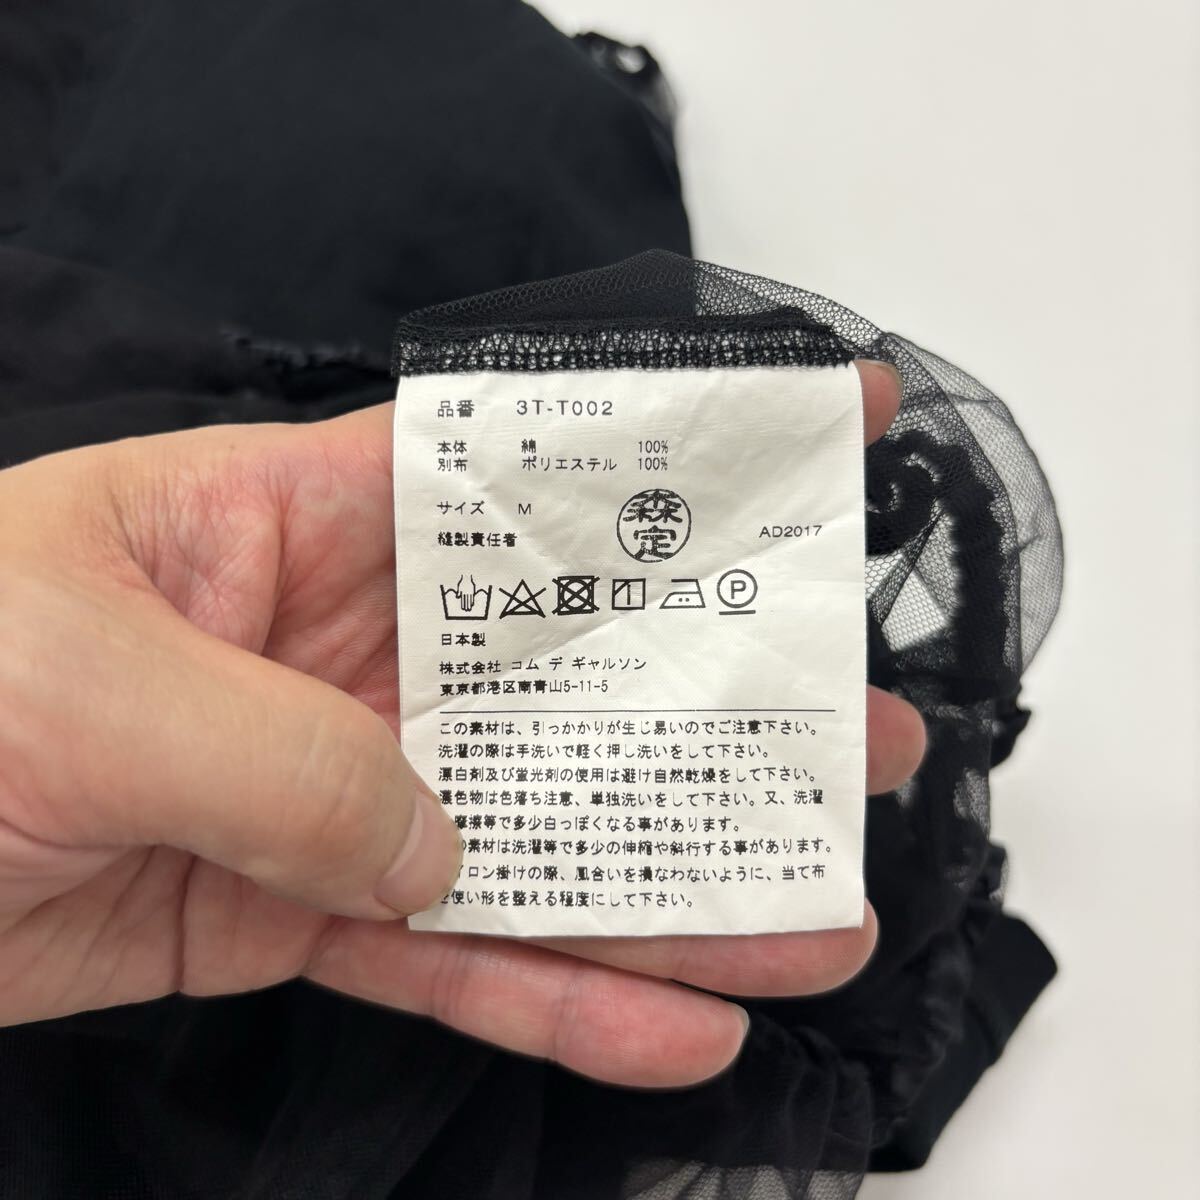 品番 3T-T002
本体 綿 100%
別布 ポリエステル 100%
サイズ M
森定
縫製責任者 AD2017
P
日本製
株式会社 コム デ ギャルソン
東京都港区南青山5-11-5
この素材は、引っかかりが生じ易いのでご注意下さい。
洗濯の際は手洗いで軽く押し洗いをして下さい。
漂白剤及び蛍光剤の使用は避け自然乾燥をして下さい。
濃色物は色落ち注意、単独洗いをして下さい。又、洗濯
摩擦等で多少白っぽくなる事があります。
素材は洗濯等で多少の伸縮や斜行する事があります。
イロン掛けの際、風合いを損なわないように、当て布
使い形を整える程度にして下さい。